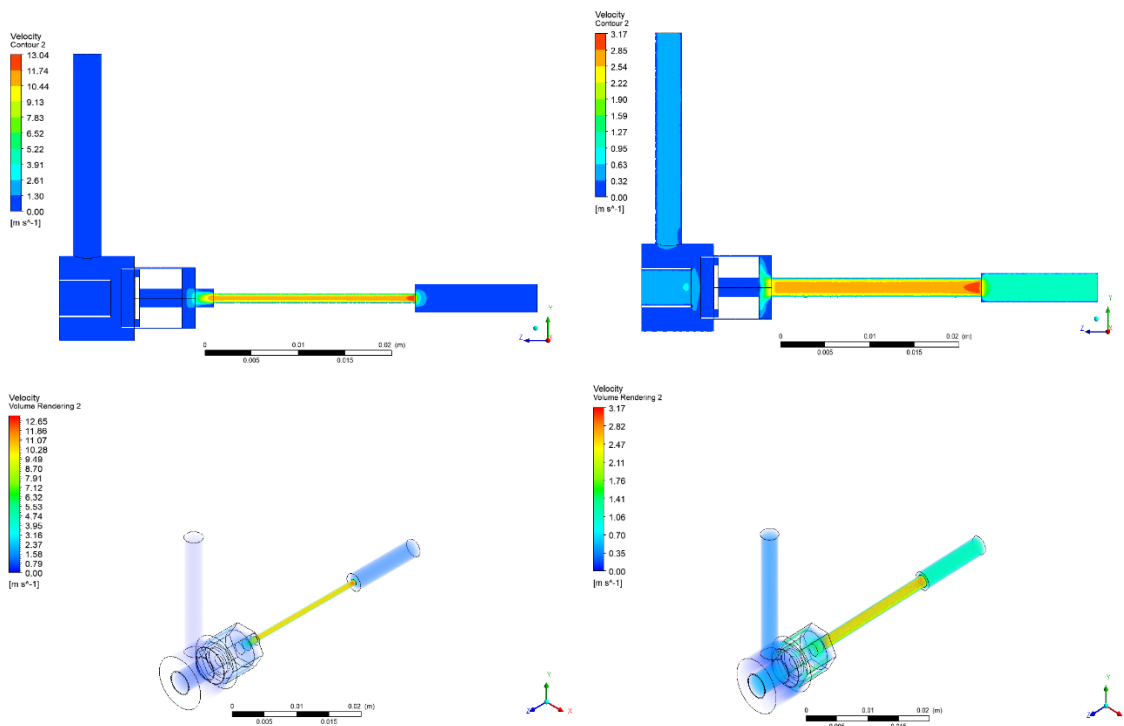 Velocity
Contour 2
13.04
11.74
10.44
9.13
7.83
6.52
5.22
3.91
2.61
1.30
0.00
[m s^-1]
0
0.01
0.02 (m)
0.005
0.015
Y
Z
X
Velocity
Contour 2
3.17
2.85
2.54
2.22
1.90
1.59
1.27
0.95
0.63
0.32
0.00
[m s^-1]
0
0.01
0.02 (m)
0.005
0.015
Y
Z
X
Velocity
Volume Rendering 2
12.65
11.86
11.07
10.28
9.49
8.70
7.91
7.12
6.32
5.53
4.74
3.95
3.16
2.37
1.58
0.79
0.00
[m s^-1]
0
0.01
0.02 (m)
0.005
0.015
Y
Z
X
Velocity
Volume Rendering 2
3.17
2.82
2.47
2.11
1.76
1.41
1.06
0.70
0.35
0.00
[m s^-1]
0
0.01
0.02 (m)
0.005
0.015
Y
Z